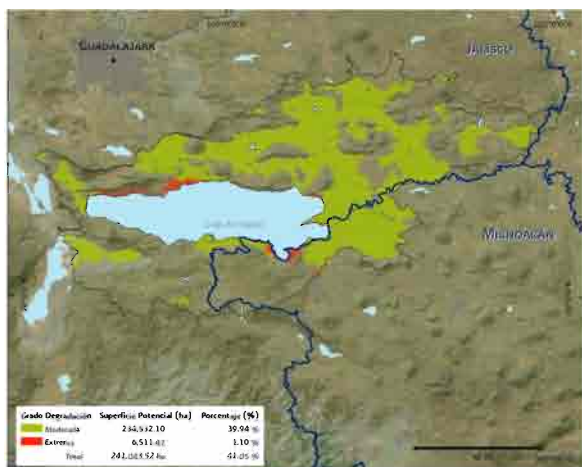 GUADALAJARA
JALISCO
MICHOACÁN
Grado Degradación Superficie Potencial (ha) Porcentaje (%)
Moderada 234,532.10 39.94 %
Extrema 6,511.42 1.10 %
Total 41.05 %